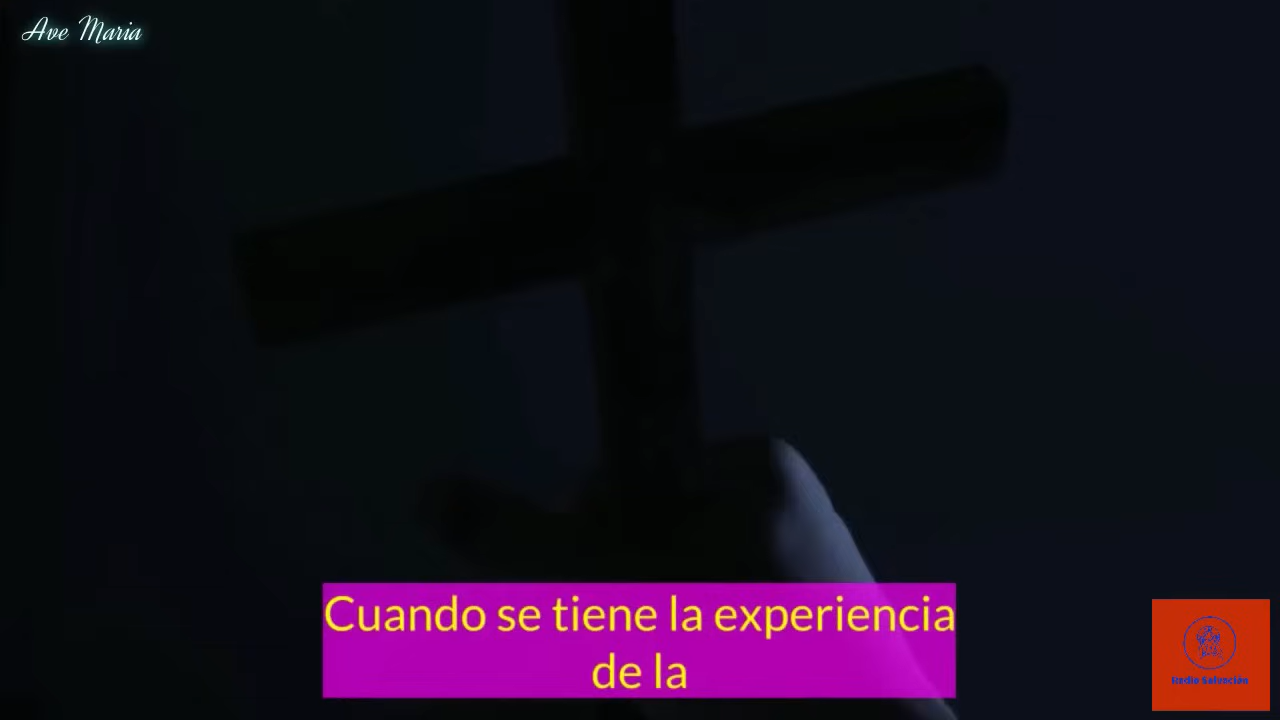 Ave Maria
Cuando se tiene la experiencia
de la
Radio Salvación